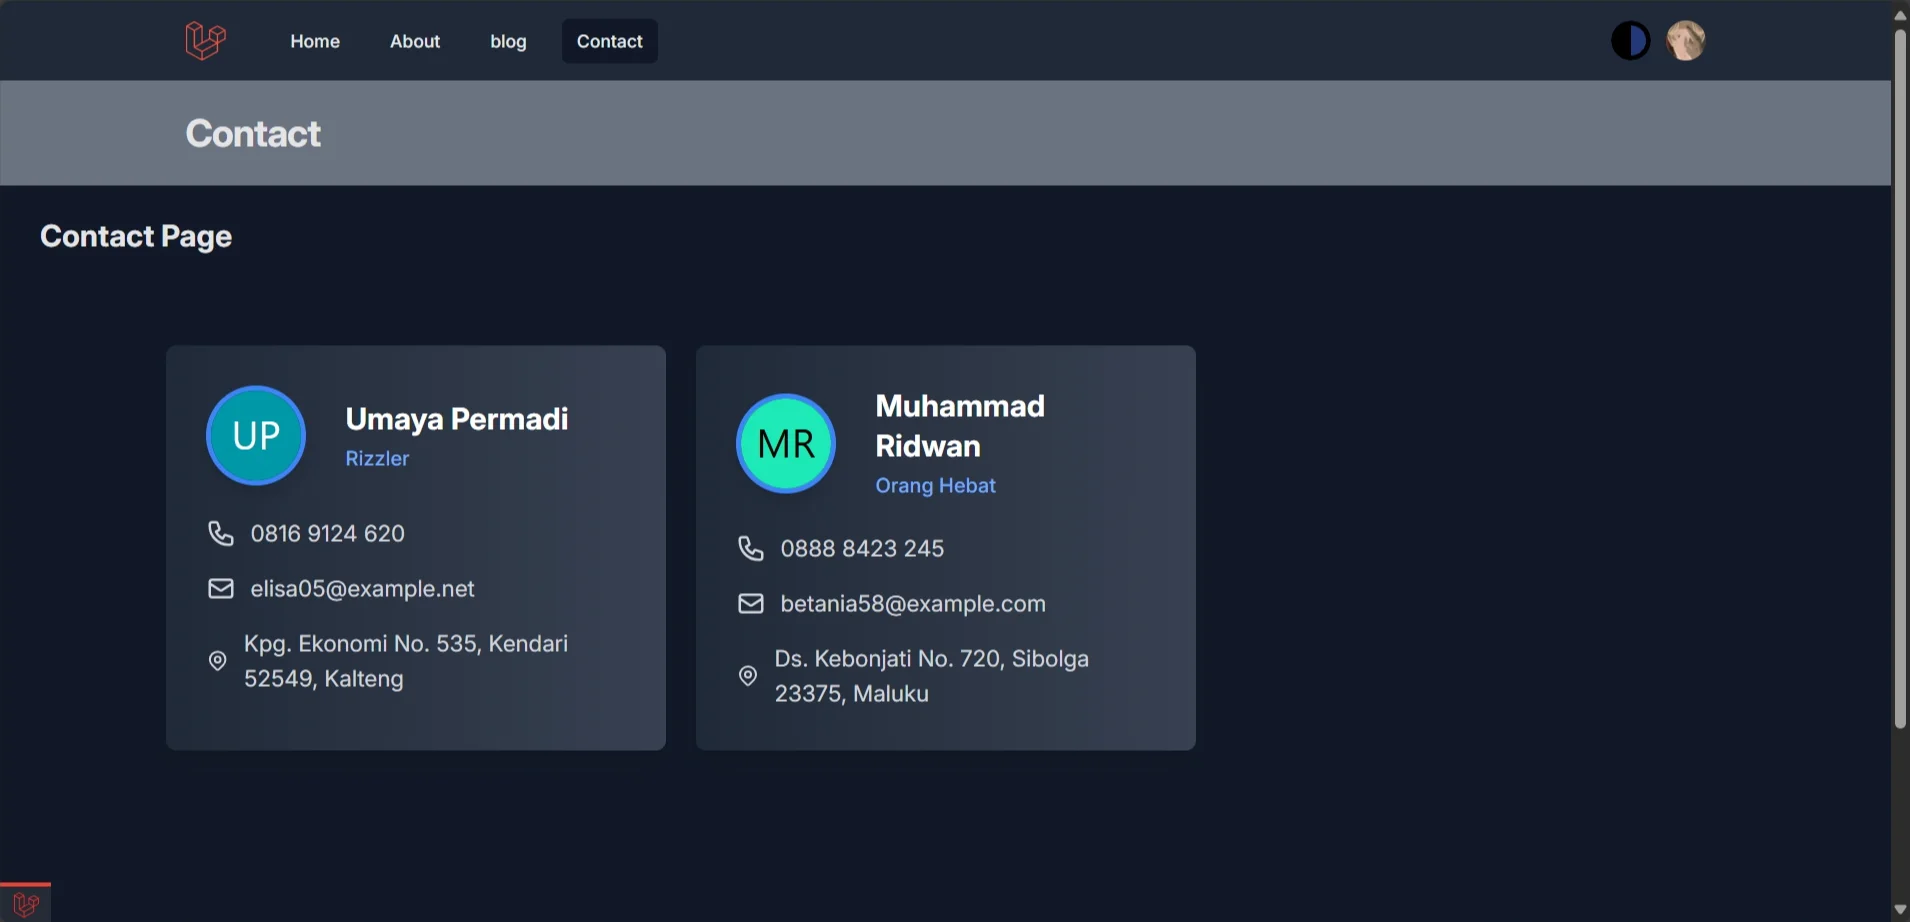 Home
About
blog
Contact
Contact
Contact Page
UP
Umaya Permadi
Rizzler
0816 9124 620
elisa05@example.net
Kpg. Ekonomi No. 535, Kendari
52549, Kalteng
MR
Muhammad
Ridwan
Orang Hebat
0888 8423 245
betania58@example.com
Ds. Kebonjati No. 720, Sibolga
23375, Maluku